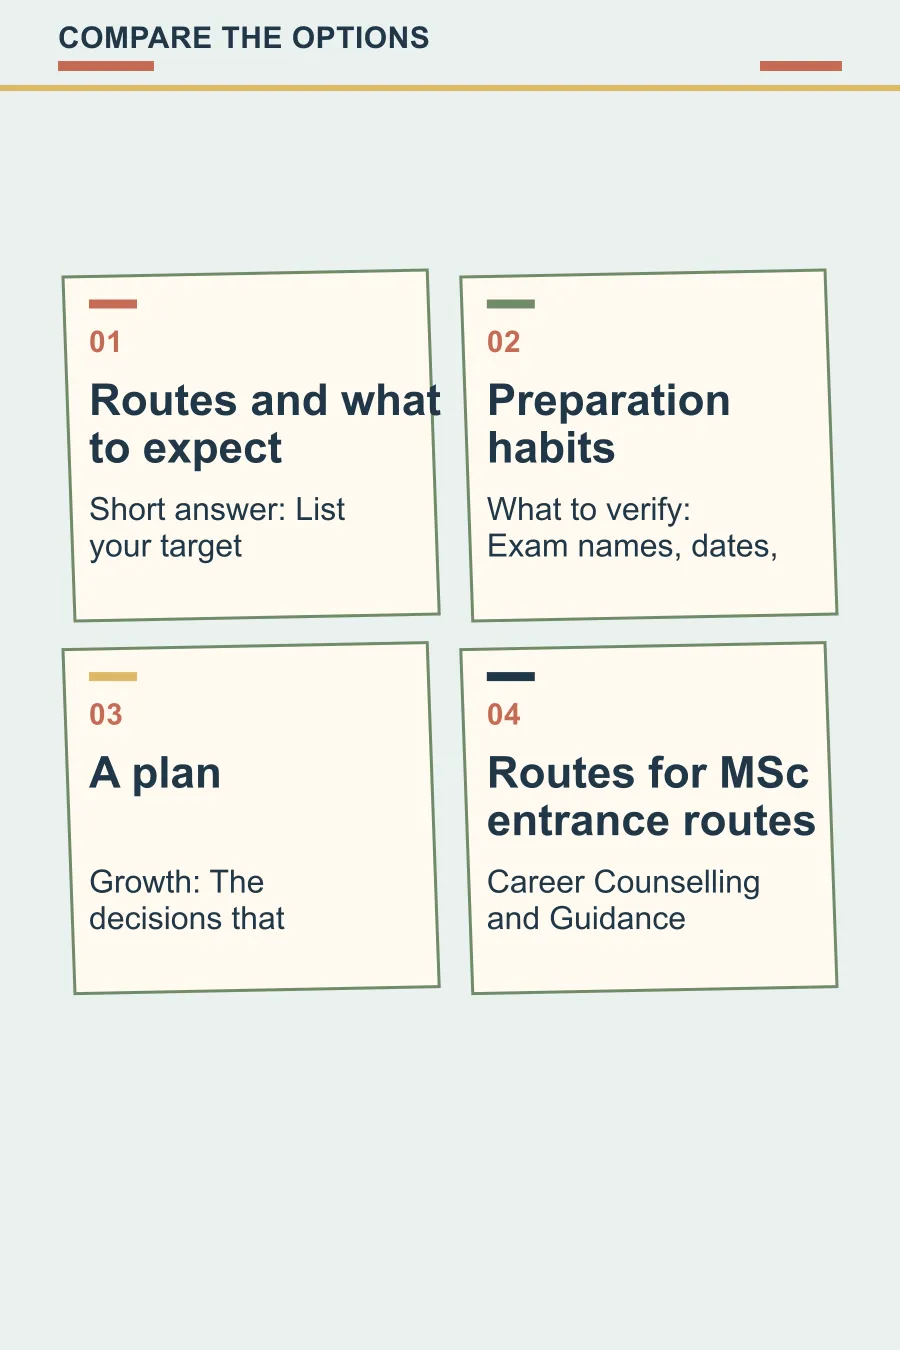 COMPARE THE OPTIONS
01
Routes and what
to expect
Short answer: List
your target
02
Preparation
habits
What to verify:
Exam names, dates,
03
A plan
Growth: The
decisions that
04
Routes for MSc
entrance routes
Career Counselling
and Guidance